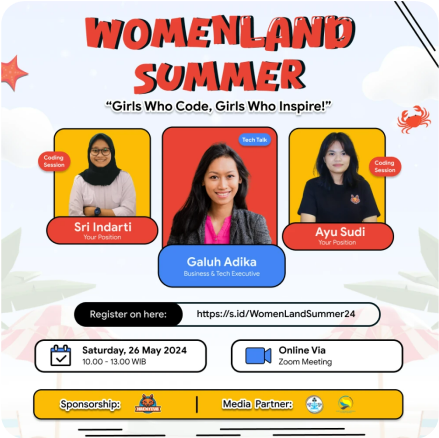 WOMENLAND
SUMMER
"Girls Who Code, Girls Who Inspire!"
Coding
Session
Tech Talk
Coding
Session
Sri Indarti
Your Position
Galuh Adika
Business & Tech Executive
Ayu Sudi
Your Position
Register on here:
https://s.id/WomenLandSummer24
Saturday, 26 May 2024
10.00 - 13.00 WIB
Online Via
Zoom Meeting
Sponsorship:
Media Partner: